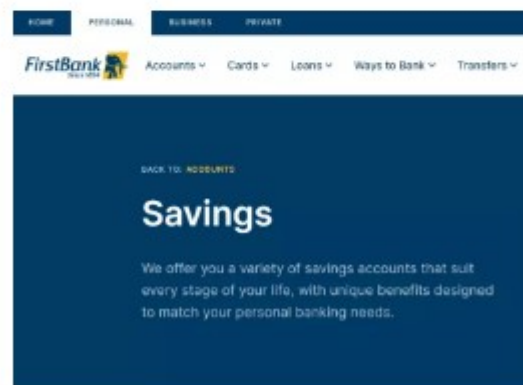 HOME PERSONAL BUSINESS PRIVATE
FirstBank Accounts Cards Loans Ways to Bank Transfers
Since 1894
BACK TO: ACCOUNTS
Savings
We offer you a variety of savings accounts that suit
every stage of your life, with unique benefits designed
to match your personal banking needs.